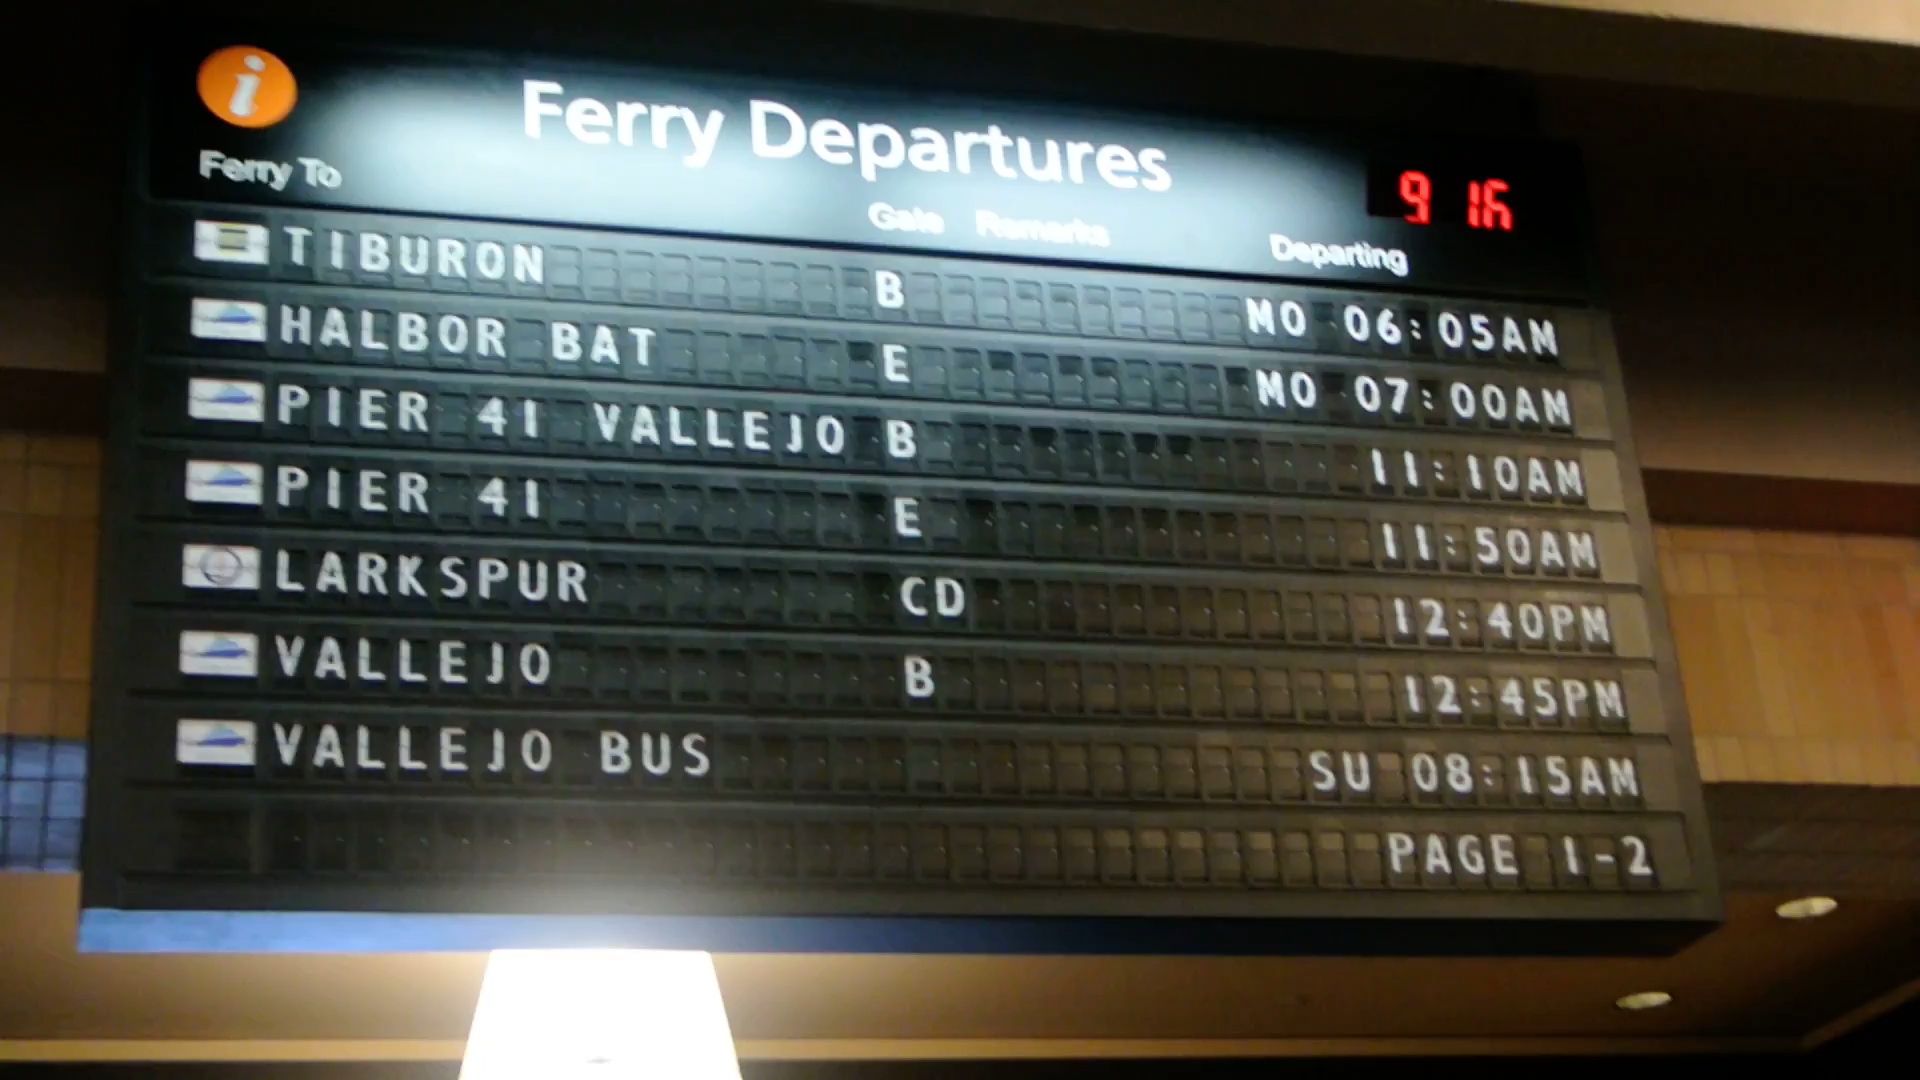 i Ferry Departures 9 16
Ferry To Gate Remarks Departing
TIBURON B MO 06:05AM
HALBOR BAT E MO 07:00AM
PIER 41 VALLEJO B 11:10AM
PIER 41 E 11:50AM
LARKSPUR CD 12:40PM
VALLEJO B 12:45PM
VALLEJO BUS SU 08:15AM
PAGE 1-2